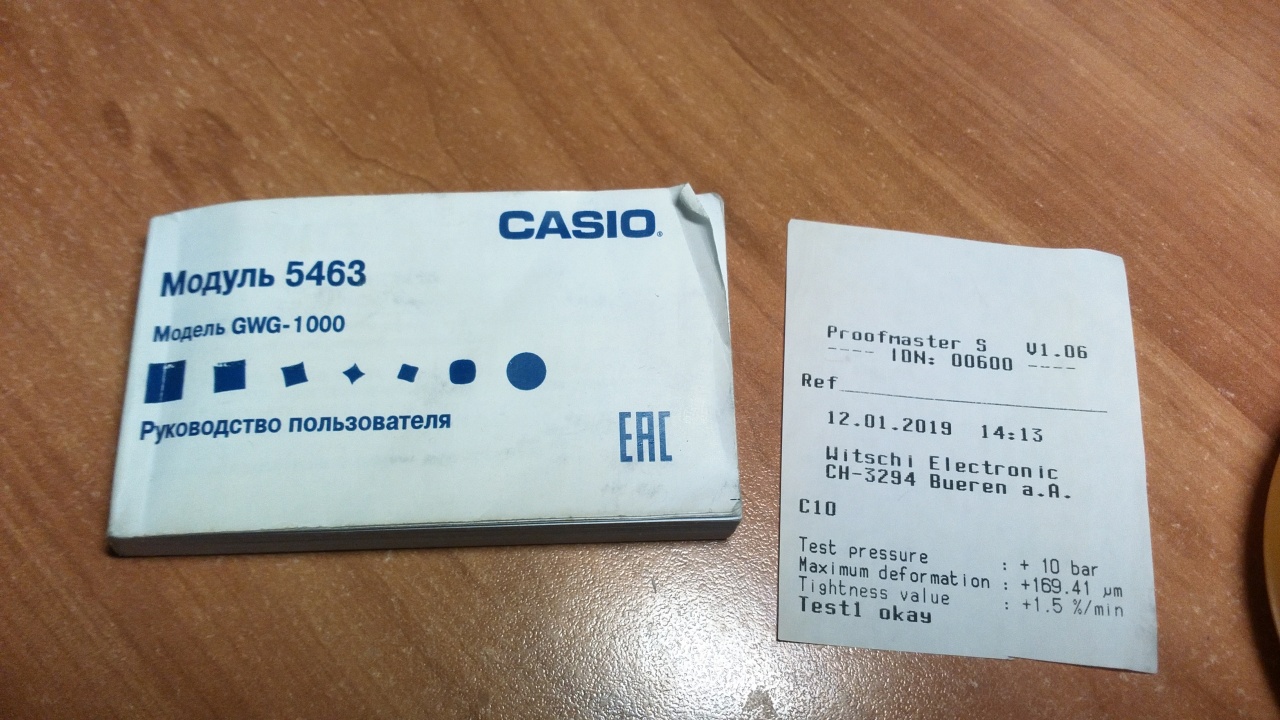 CASIO®
Модуль 5463
Модель GWG-1000
Руководство пользователя
EAC
Proofmaster S V1.06
---- IDN: 00600 ----
Ref
12.01.2019 14:13
Witschi Electronic
CH-3294 Bueren a.A.
C10
Test pressure : + 10 bar
Maximum deformation : +169.41 µm
Tightness value : +1.5 %/min
Test1 okay